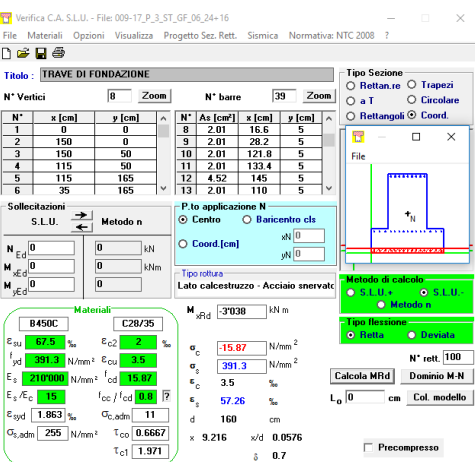 Verifica C.A. S.L.U. - File: 009-17_P_3_ST_GF_06_24+16
File Materiali Opzioni Visualizza Progetto Sez. Rett. Sismica Normativa: NTC 2008 ?
Titolo : TRAVE DI FONDAZIONE
N° Vertici 8 Zoom N° barre 39 Zoom
N° x [cm] y [cm]
1 0 0
2 150 0
3 150 50
4 115 50
5 115 165
6 35 165
N° As [cm²] x [cm] y [cm]
8 2.01 16.6 5
9 2.01 28.2 5
10 2.01 121.8 5
11 2.01 133.4 5
12 4.52 145 5
13 2.01 110 5
Tipo Sezione
Rettan.re Trapezi
a T Circolare
Rettangoli Coord.
File
N
Sollecitazioni
S.L.U. Metodo n
N Ed 0 0 kN
M xEd 0 0 kNm
M yEd 0 0
P.to applicazione N
Centro Baricentro cls
Coord.[cm] xN 0
yN 0
Tipo rottura
Lato calcestruzzo - Acciaio snervato
Metodo di calcolo
S.L.U.+ S.L.U.-
Metodo n
Tipo flessione
Retta Deviata
N° rett. 100
Calcola MRd Dominio M-N
L0 0 cm Col. modello
Precompresso
Materiali
B450C C28/35
εsu 67.5 ‰ εc2 2 ‰
fyd 391.3 N/mm² εcu 3.5
Es 210'000 N/mm² fcd 15.87
Es /Ec 15 fcc / fcd 0.8 ?
εsyd 1.863 ‰ σc,adm 11
σs,adm 255 N/mm² τco 0.6667
τc1 1.971
M xRd -3'038 kN m
σc -15.87 N/mm²
σs 391.3 N/mm²
εc 3.5 ‰
εs 57.26 ‰
d 160 cm
x 9.216 x/d 0.0576
δ 0.7